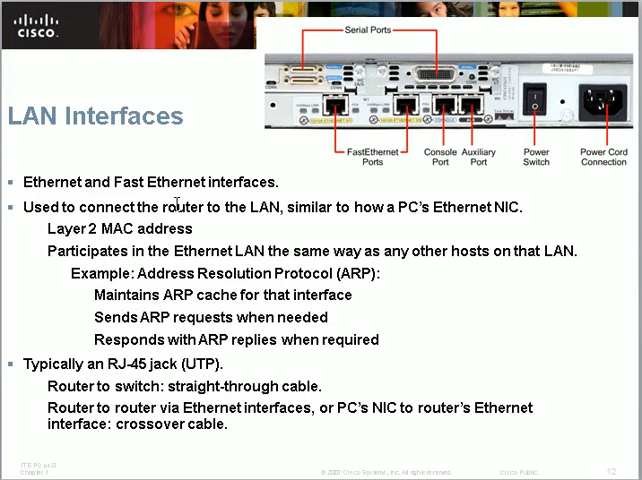 CISCO
Serial Ports
FastEthernet Ports
Console Port
Auxiliary Port
Power Switch
Power Cord Connection
LAN Interfaces
Ethernet and Fast Ethernet interfaces.
Used to connect the router to the LAN, similar to how a PC's Ethernet NIC.
Layer 2 MAC address
Participates in the Ethernet LAN the same way as any other hosts on that LAN.
Example: Address Resolution Protocol (ARP):
Maintains ARP cache for that interface
Sends ARP requests when needed
Responds with ARP replies when required
Typically an RJ-45 jack (UTP).
Router to switch: straight-through cable.
Router to router via Ethernet interfaces, or PC's NIC to router's Ethernet
interface: crossover cable.
Chapter 1
© 2007 Cisco Systems, Inc. All rights reserved.
Cisco Public
12